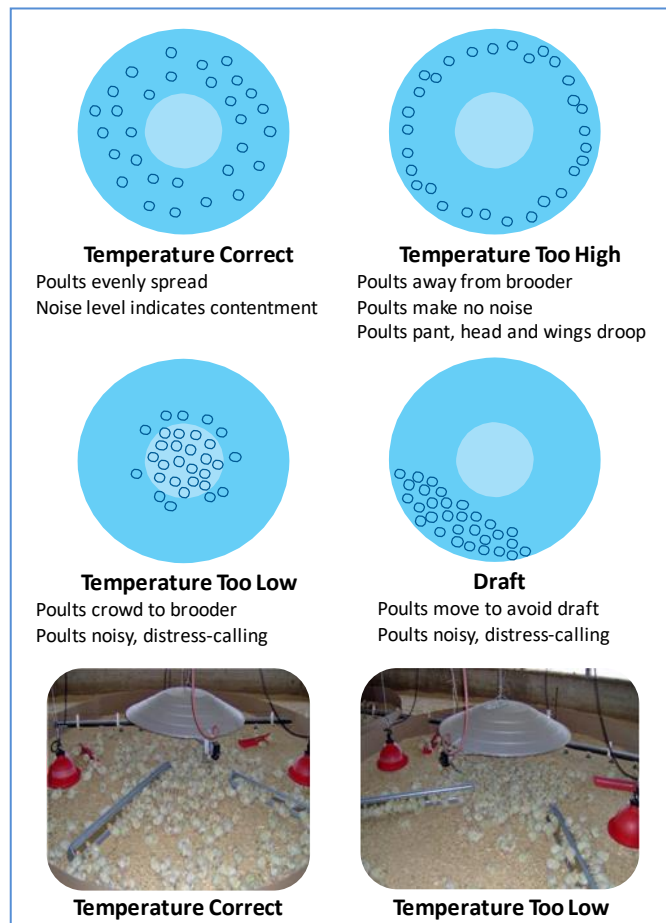 Temperature Correct
Poults evenly spread
Noise level indicates contentment
Temperature Too High
Poults away from brooder
Poults make no noise
Poults pant, head and wings droop
Temperature Too Low
Poults crowd to brooder
Poults noisy, distress-calling
Draft
Poults move to avoid draft
Poults noisy, distress-calling
Temperature Correct
Temperature Too Low